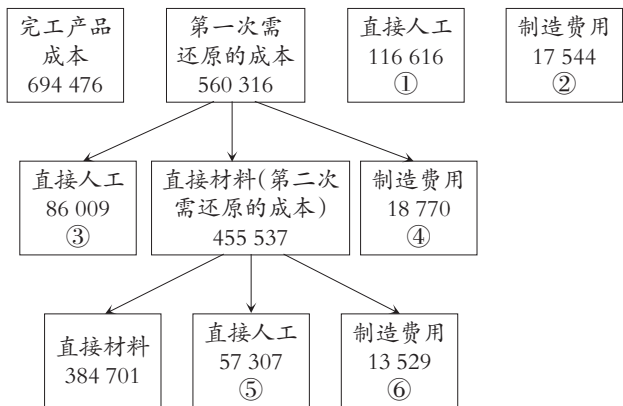 完工产品
成本
694 476
第一次需
还原的成本
560 316
直接人工
116 616
①
制造费用
17 544
②
直接人工
86 009
③
直接材料(第二次
需还原的成本)
455 537
制造费用
18 770
④
直接材料
384 701
直接人工
57 307
⑤
制造费用
13 529
⑥